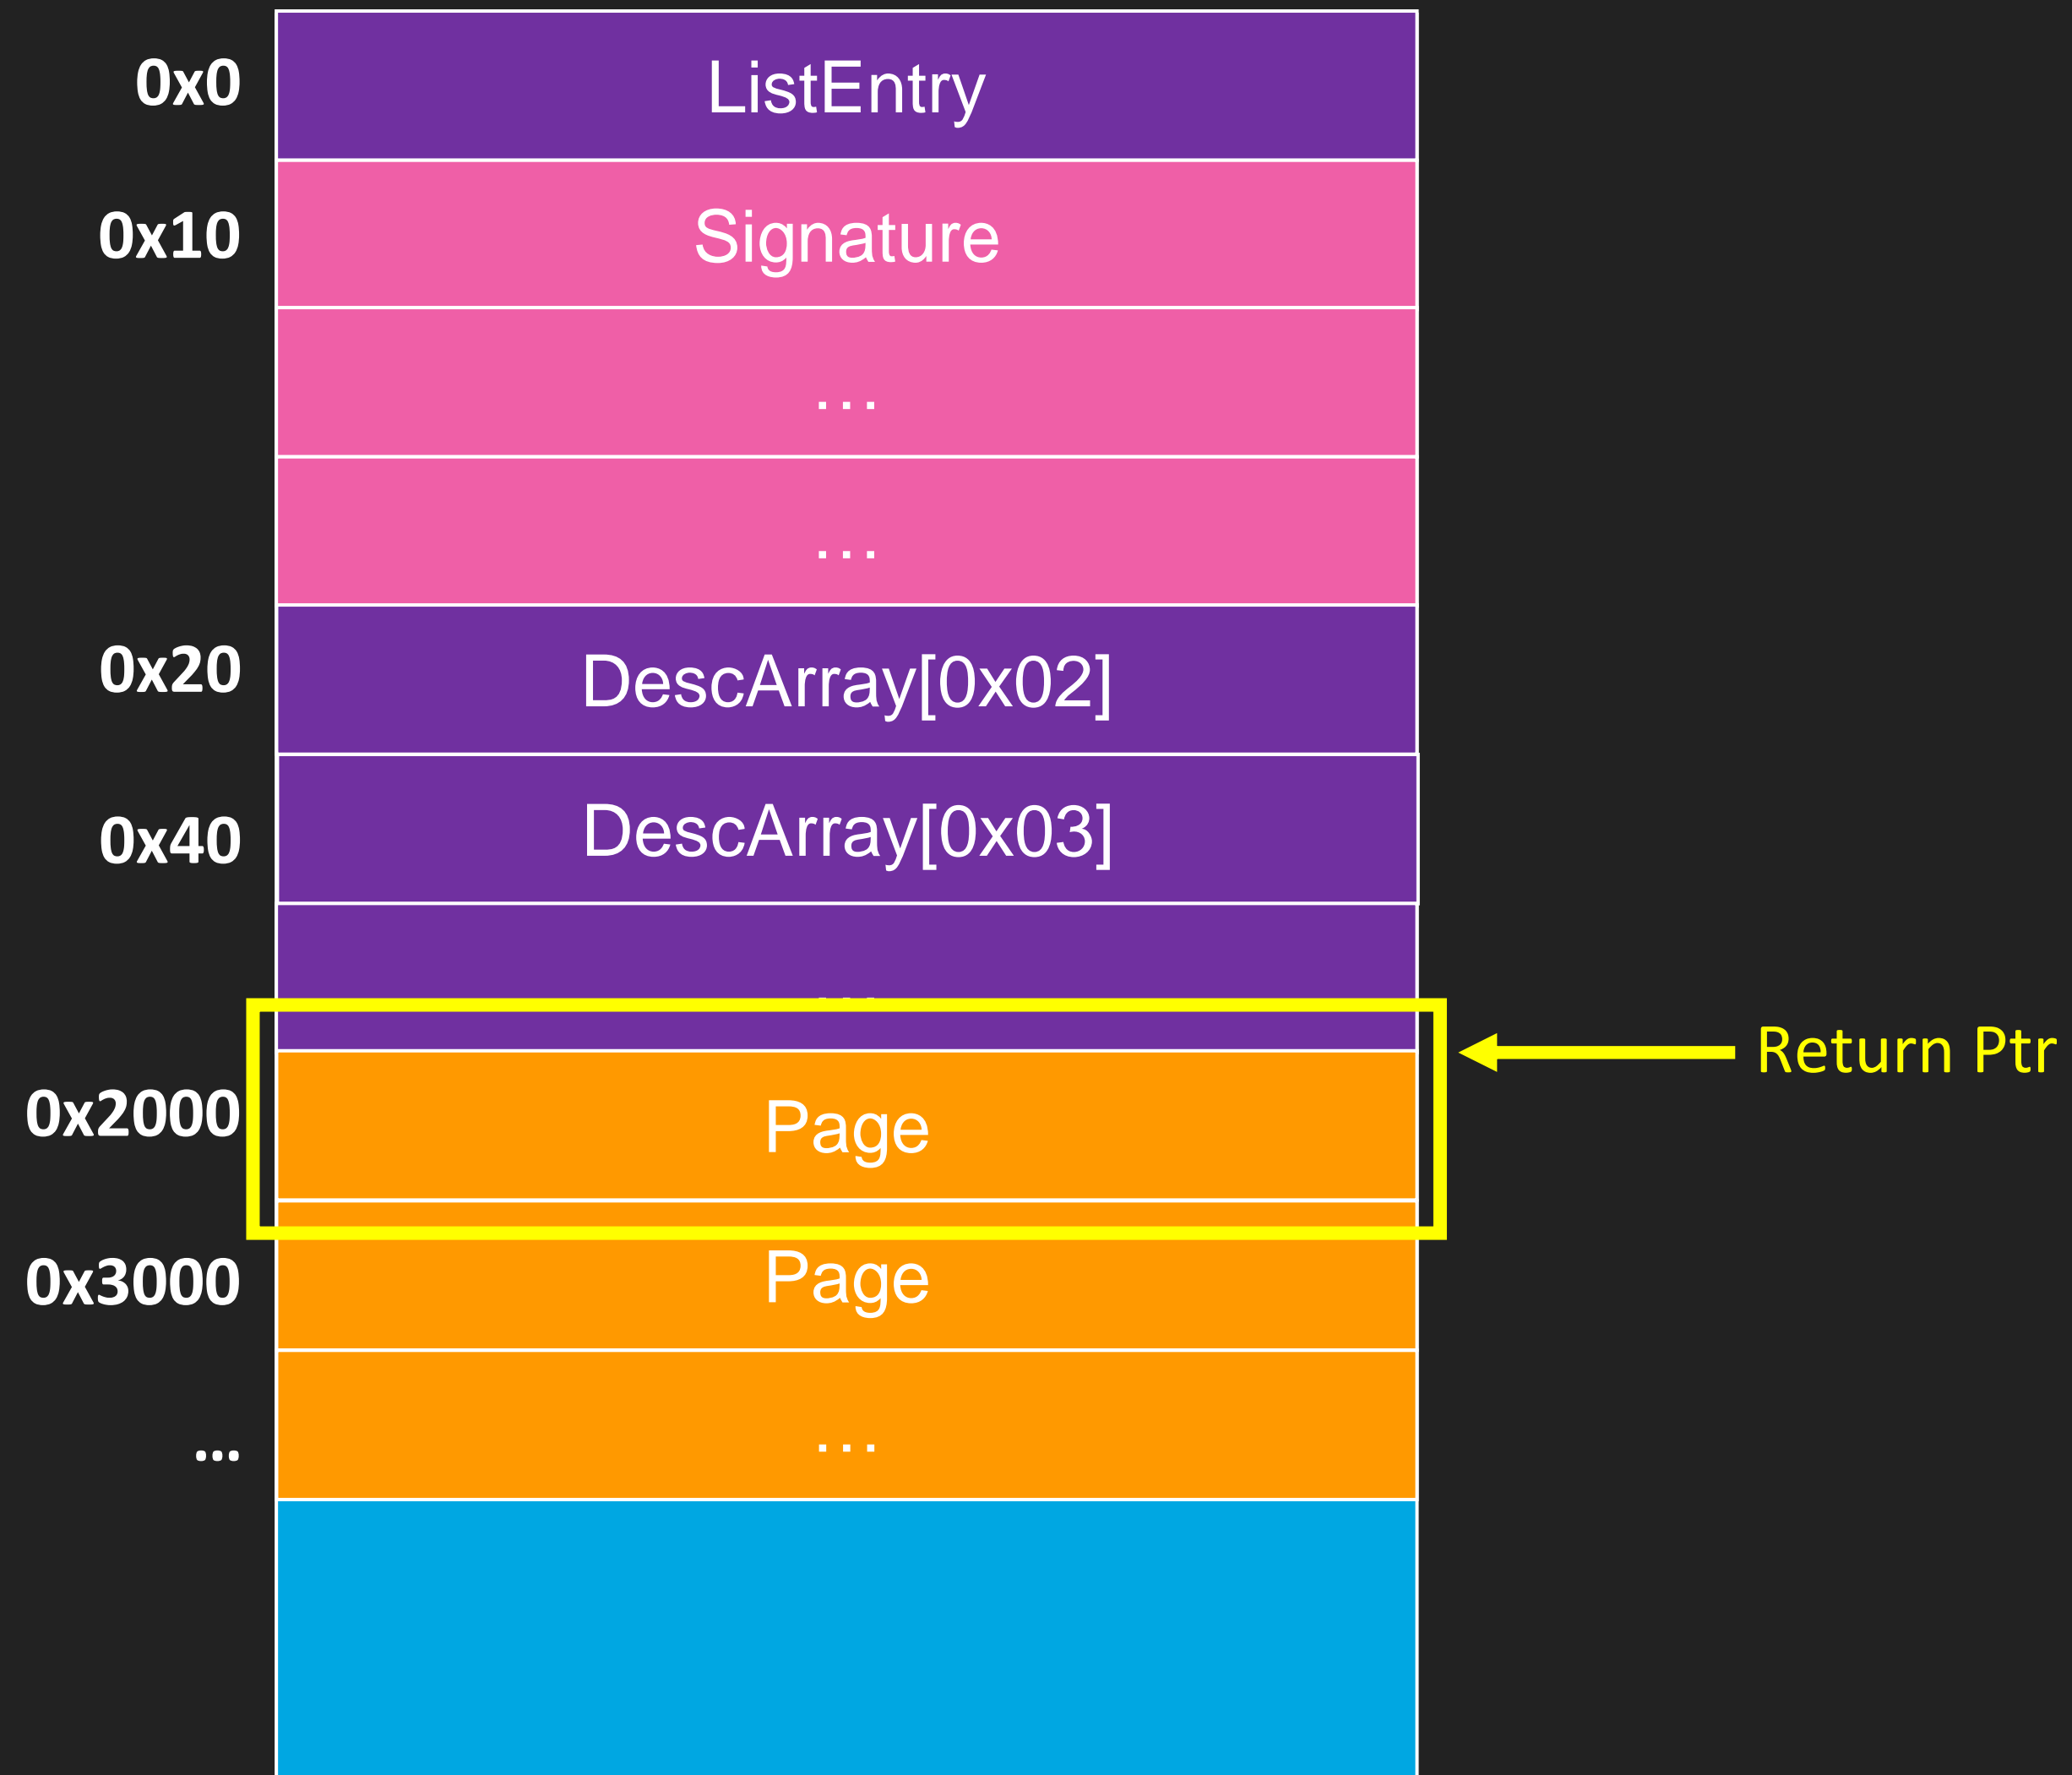 0x0 ListEntry
0x10 Signature
...
...
0x20 DescArray[0x02]
0x40 DescArray[0x03]
...
Return Ptr
0x2000 Page
0x3000 Page
... ...